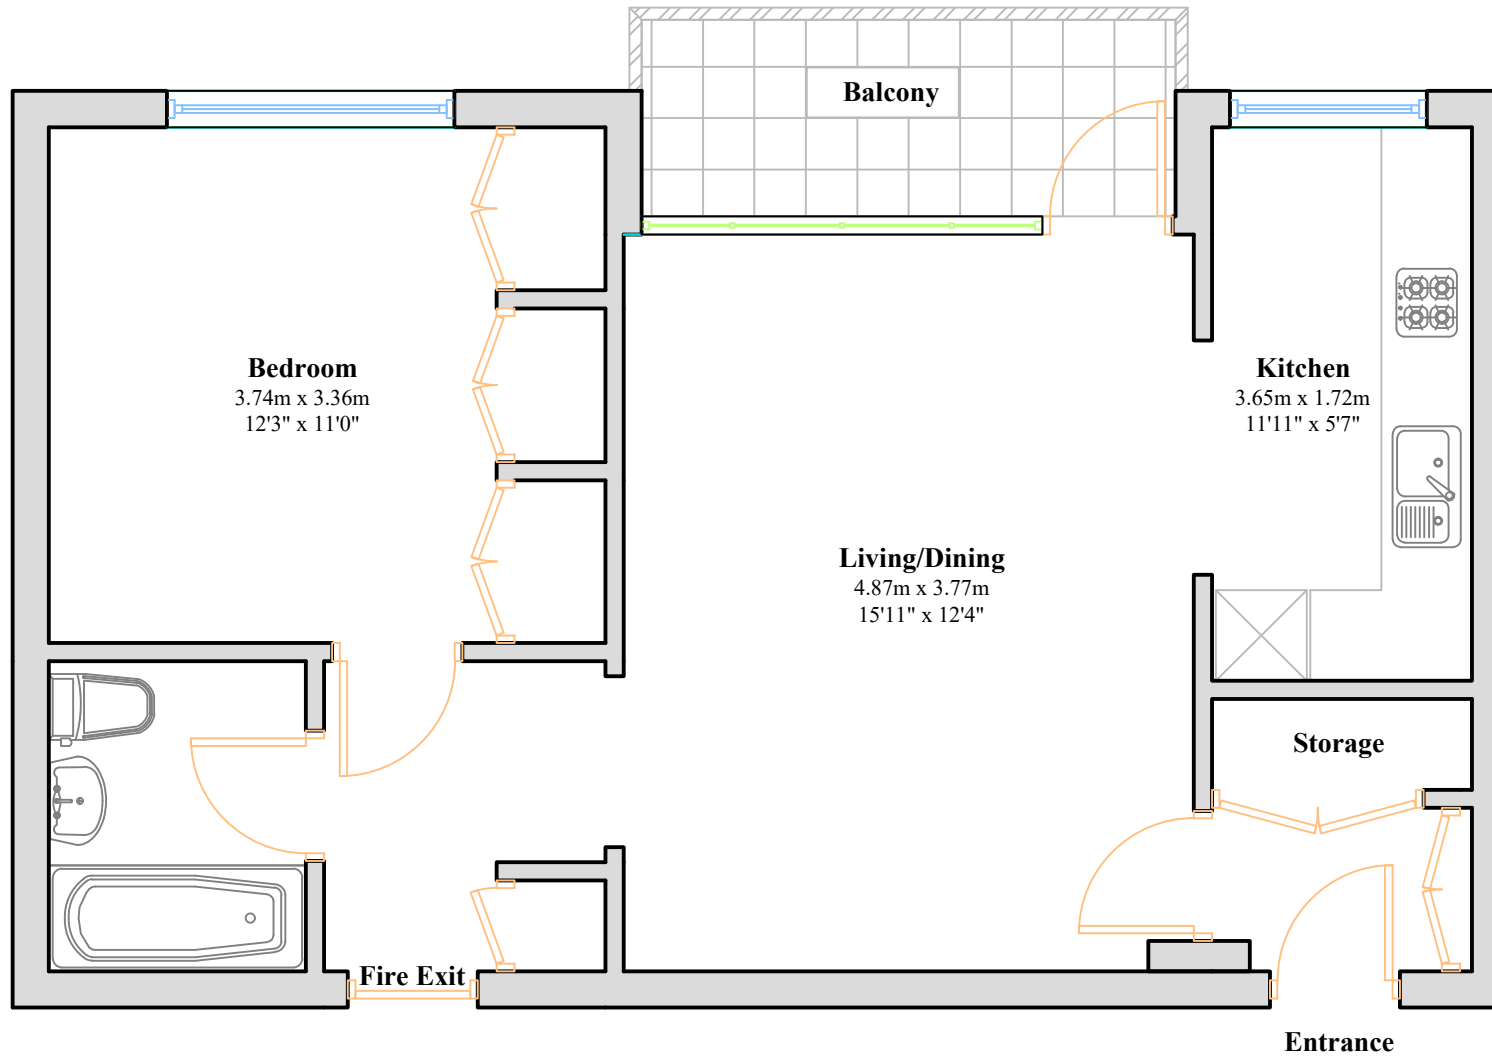 Balcony
Bedroom
3.74m x 3.36m
12'3" x 11'0"
Kitchen
3.65m x 1.72m
11'11" x 5'7"
Living/Dining
4.87m x 3.77m
15'11" x 12'4"
Storage
Fire Exit
Entrance